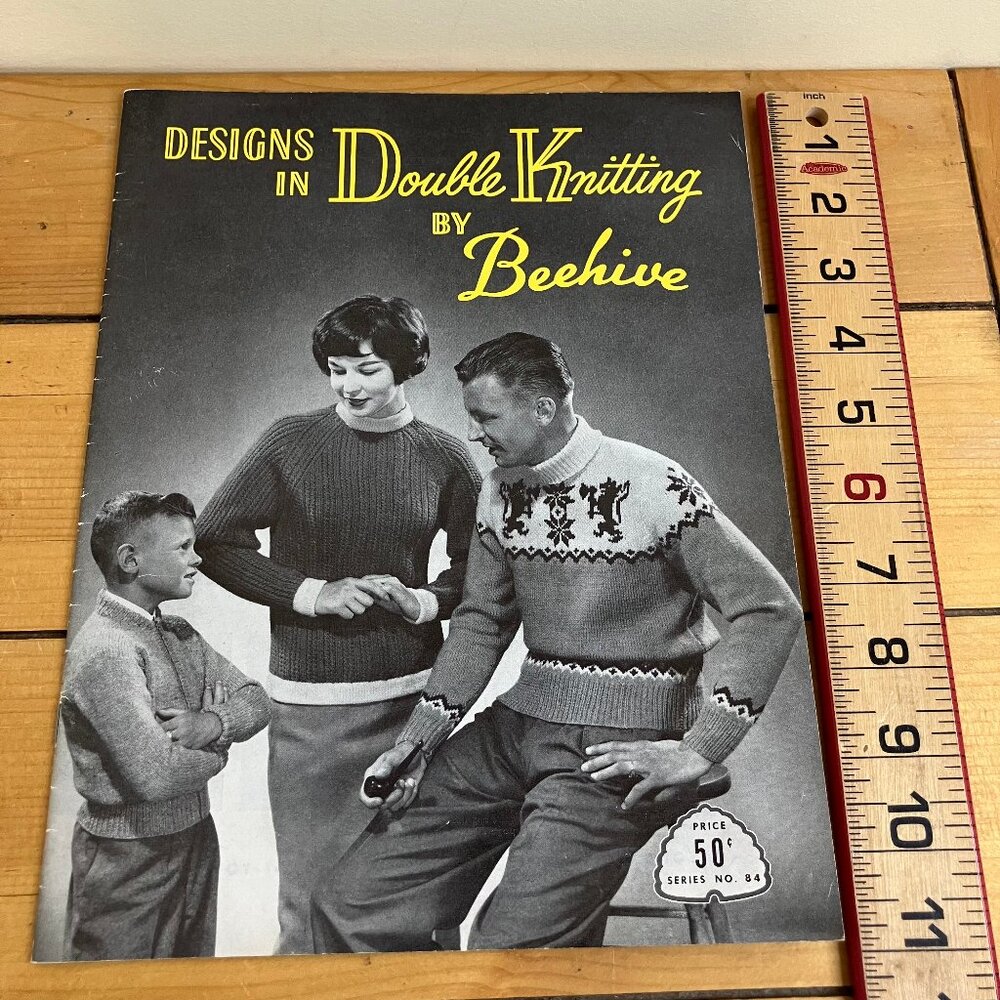 DESIGNS
IN Double Knitting
BY
Beehive
PRICE
50¢
SERIES NO. 84
inch
1
Academic
2
3
4
5
6
7
8
9
10
11